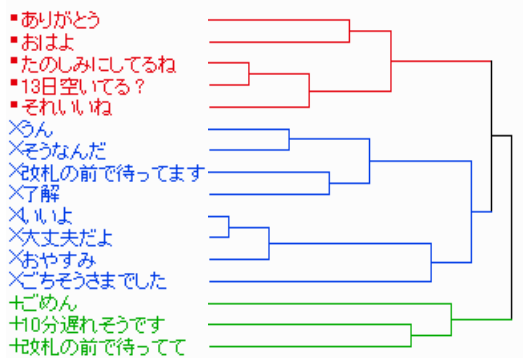 ▪ありがとう
▪おはよ
▪たのしみにしてるね
▪13日空いてる？
▪それいいね
×うん
×そうなんだ
×改札の前で待ってます
×了解
×いいよ
×大丈夫だよ
×おやすみ
×ごちそうさまでした
+ごめん
+10分遅れそうです
+改札の前で待ってて